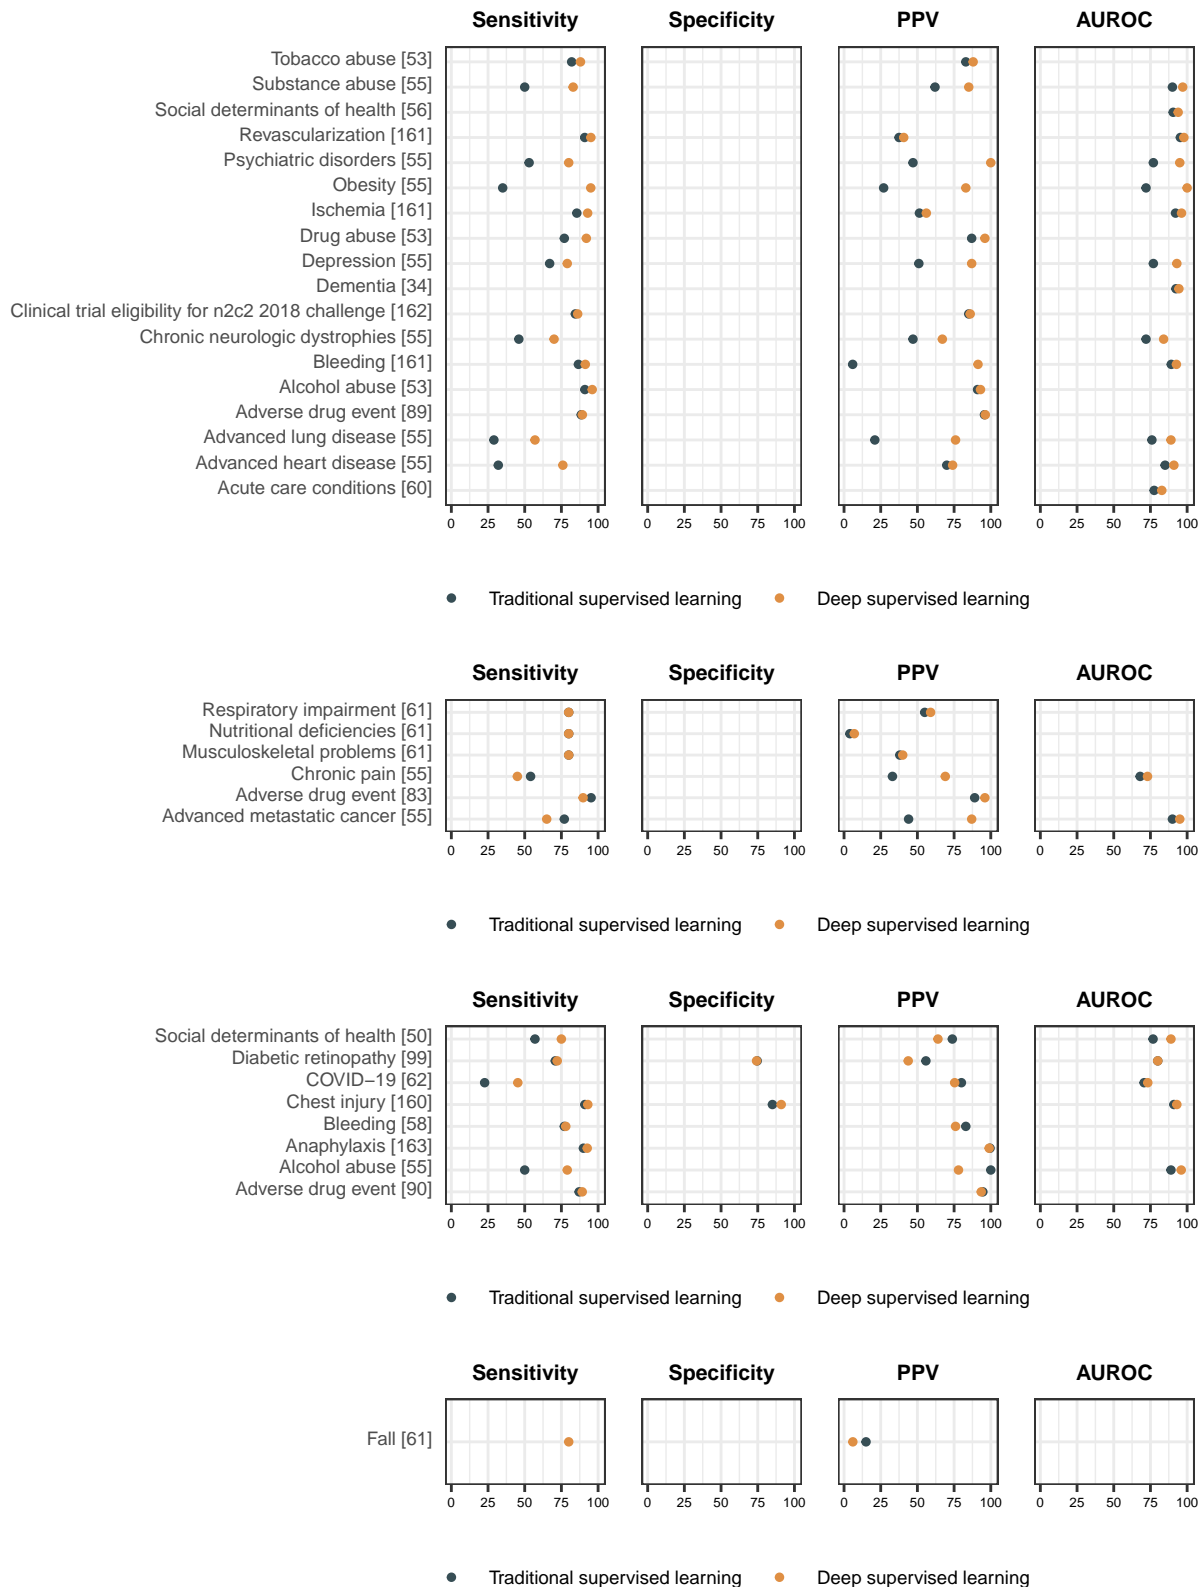 Sensitivity Specificity PPV AUROC
Tobacco abuse [53]
Substance abuse [55]
Social determinants of health [56]
Revascularization [161]
Psychiatric disorders [55]
Obesity [55]
Ischemia [161]
Drug abuse [53]
Depression [55]
Dementia [34]
Clinical trial eligibility for n2c2 2018 challenge [162]
Chronic neurologic dystrophies [55]
Bleeding [161]
Alcohol abuse [53]
Adverse drug event [89]
Advanced lung disease [55]
Advanced heart disease [55]
Acute care conditions [60]
0 25 50 75 100 0 25 50 75 100 0 25 50 75 100 0 25 50 75 100
Traditional supervised learning Deep supervised learning
Sensitivity Specificity PPV AUROC
Respiratory impairment [61]
Nutritional deficiencies [61]
Musculoskeletal problems [61]
Chronic pain [55]
Adverse drug event [83]
Advanced metastatic cancer [55]
0 25 50 75 100 0 25 50 75 100 0 25 50 75 100 0 25 50 75 100
Traditional supervised learning Deep supervised learning
Sensitivity Specificity PPV AUROC
Social determinants of health [50]
Diabetic retinopathy [99]
COVID−19 [62]
Chest injury [160]
Bleeding [58]
Anaphylaxis [163]
Alcohol abuse [55]
Adverse drug event [90]
0 25 50 75 100 0 25 50 75 100 0 25 50 75 100 0 25 50 75 100
Traditional supervised learning Deep supervised learning
Sensitivity Specificity PPV AUROC
Fall [61]
0 25 50 75 100 0 25 50 75 100 0 25 50 75 100 0 25 50 75 100
Traditional supervised learning Deep supervised learning